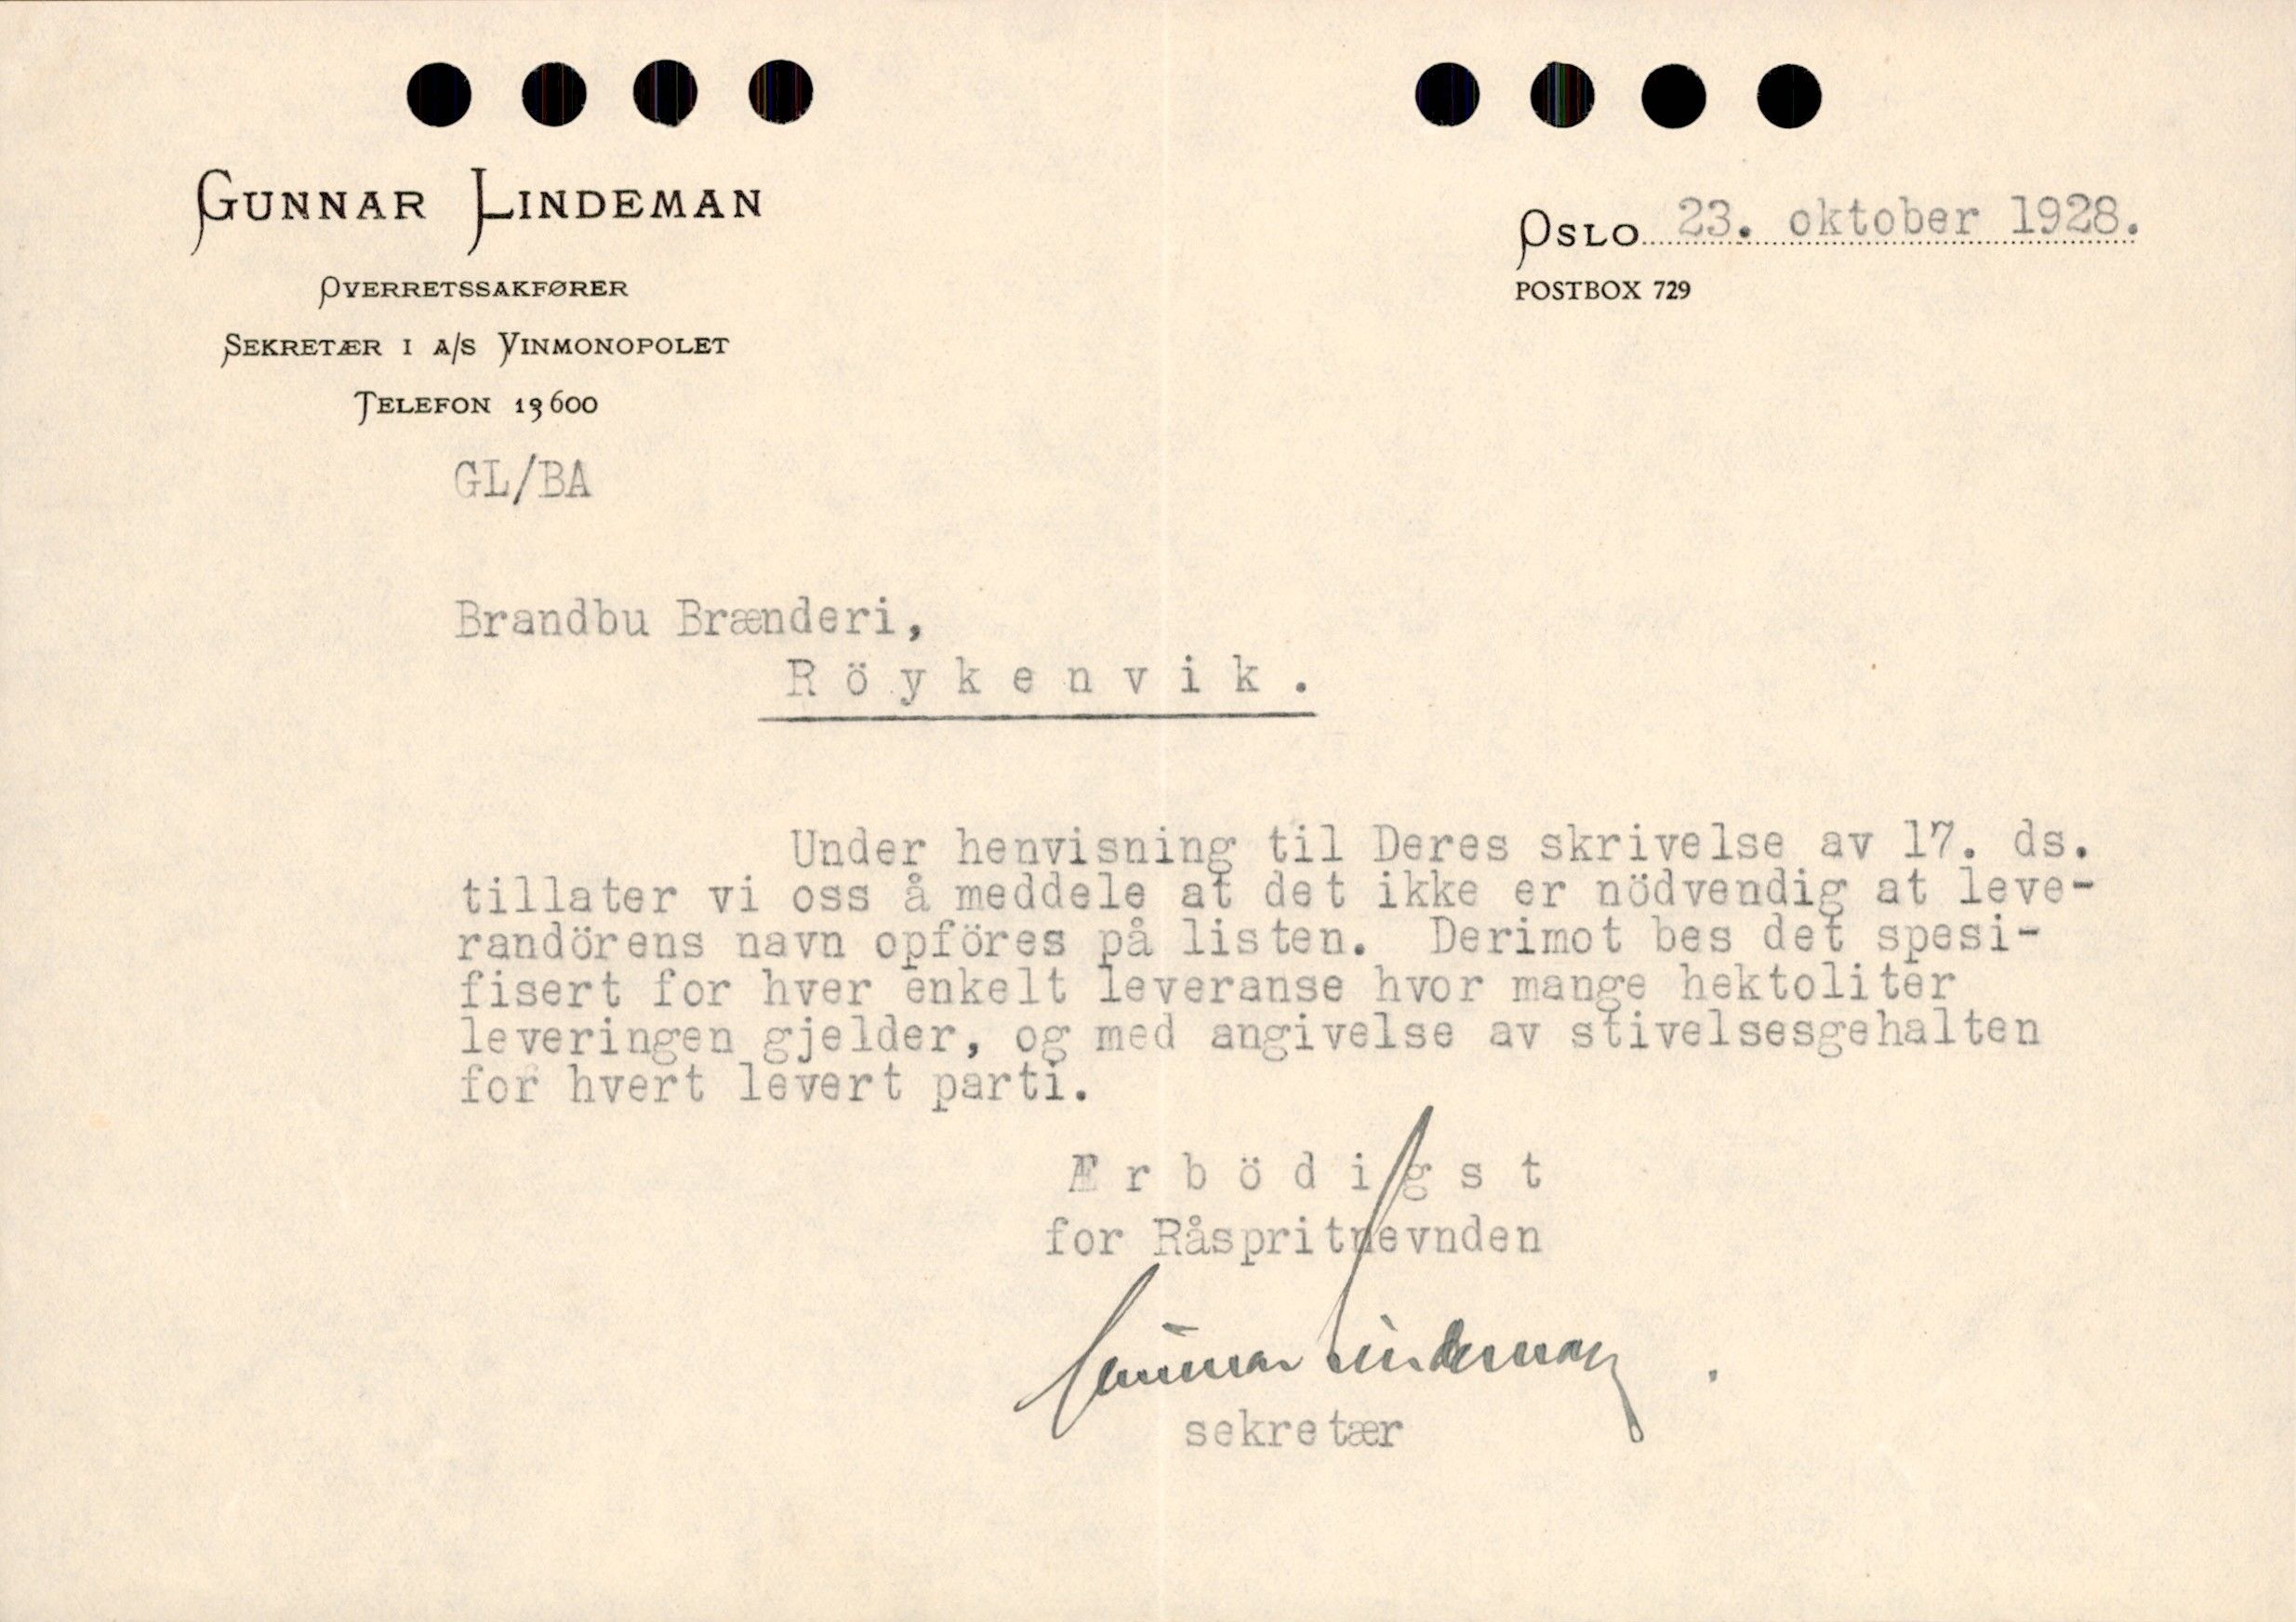 GUNNAR LINDEMAN
OVERRETSSAKFØRER
SEKRETÆR I A/S VINMONOPOLET
TELEFON 19600
OSLO 23. oktober 1928.
POSTBOX 729
GL/BA
Brandbu Brænderi,
R ö y k e n v i k .
Under henvisning til Deres skrivelse av 17. ds.
tillater vi oss å meddele at det ikke er nödvendig at leve-
randörens navn opföres på listen. Derimot bes det spesi-
fisert for hver enkelt leveranse hvor mange hektoliter
leveringen gjelder, og med angivelse av stivelsesgehalten
for hvert levert parti.
Æ r b ö d i g s t
for Råspritnevnden
Gunnar Lindeman
sekretær